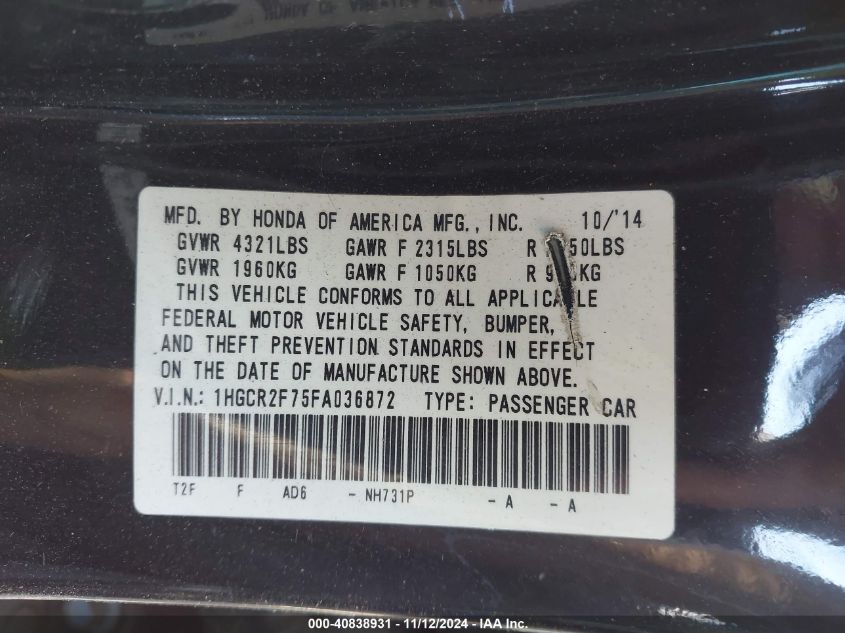 MFD. BY HONDA OF AMERICA MFG., INC. 10/'14
GVWR 4321LBS GAWR F 2315LBS R
GVWR 1960KG GAWR F 1050KG R
THIS VEHICLE CONFORMS TO ALL APPLICABLE
FEDERAL MOTOR VEHICLE SAFETY, BUMPER,
AND THEFT PREVENTION STANDARDS IN EFFECT
ON THE DATE OF MANUFACTURE SHOWN ABOVE.
V.I.N.: 1HGCR2F75FA036872 TYPE: PASSENGER CAR
T2F F AD6 - NH731P - A - A
000-40838931 - 11/12/2024 - IAA Inc.